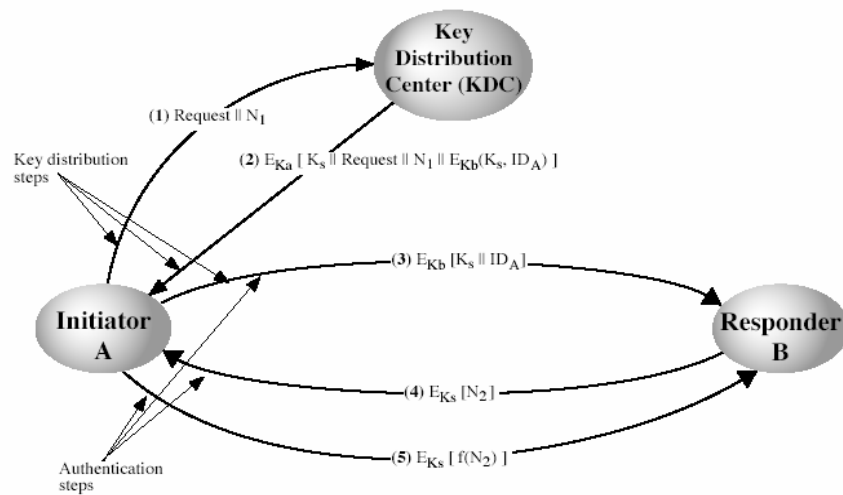 Key
Distribution
Center (KDC)
(1) Request || N1
(2) EKa [ Ks || Request || N1 || EKb(Ks, IDA) ]
Key distribution
steps
(3) EKb [Ks || IDA]
Initiator
A
Responder
B
(4) EKs [N2]
(5) EKs [ f(N2) ]
Authentication
steps